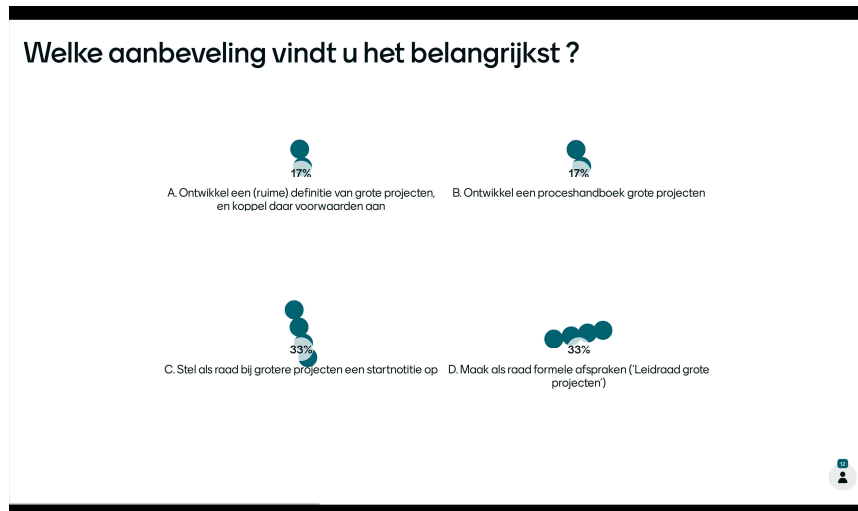 Welke aanbeveling vindt u het belangrijkst ?
17%
A. Ontwikkel een (ruime) definitie van grote projecten,
en koppel daar voorwaarden aan
17%
B. Ontwikkel een proceshandboek grote projecten
33%
C. Stel als raad bij grotere projecten een startnotitie op
33%
D. Maak als raad formele afspraken ('Leidraad grote
projecten')
12